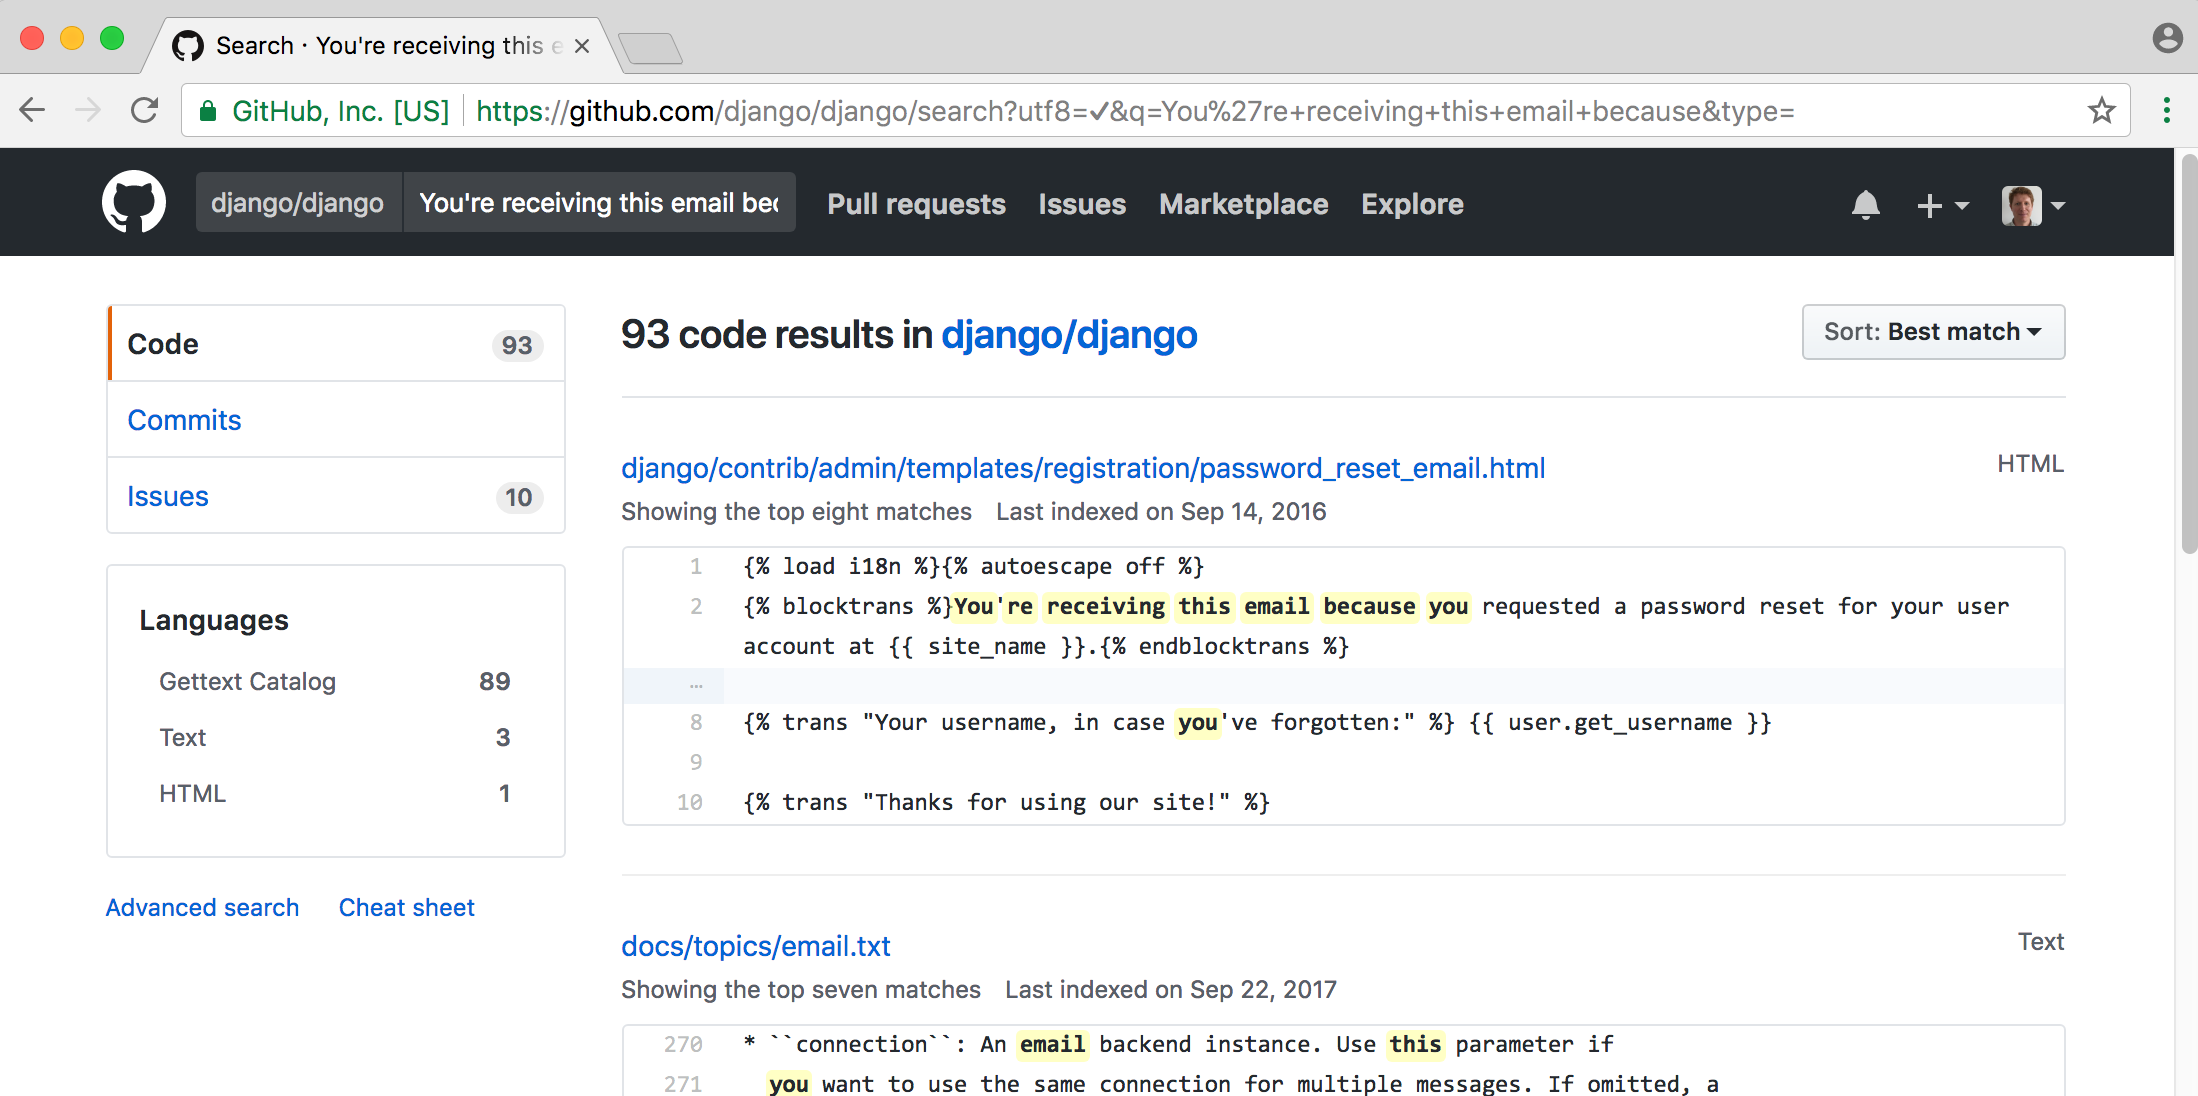 Search · You're receiving this e
GitHub, Inc. [US] https://github.com/django/django/search?utf8=✓&q=You%27re+receiving+this+email+because&type=
django/django You're receiving this email bec Pull requests Issues Marketplace Explore
Code 93
Commits
Issues 10
Languages
Gettext Catalog 89
Text 3
HTML 1
Advanced search Cheat sheet
93 code results in django/django
Sort: Best match
django/contrib/admin/templates/registration/password_reset_email.html HTML
Showing the top eight matches Last indexed on Sep 14, 2016
1 {% load i18n %}{% autoescape off %}
2 {% blocktrans %}You're receiving this email because you requested a password reset for your user
account at {{ site_name }}.{% endblocktrans %}
…
8 {% trans "Your username, in case you've forgotten:" %} {{ user.get_username }}
9
10 {% trans "Thanks for using our site!" %}
docs/topics/email.txt Text
Showing the top seven matches Last indexed on Sep 22, 2017
270 * ``connection``: An email backend instance. Use this parameter if
271 you want to use the same connection for multiple messages. If omitted, a